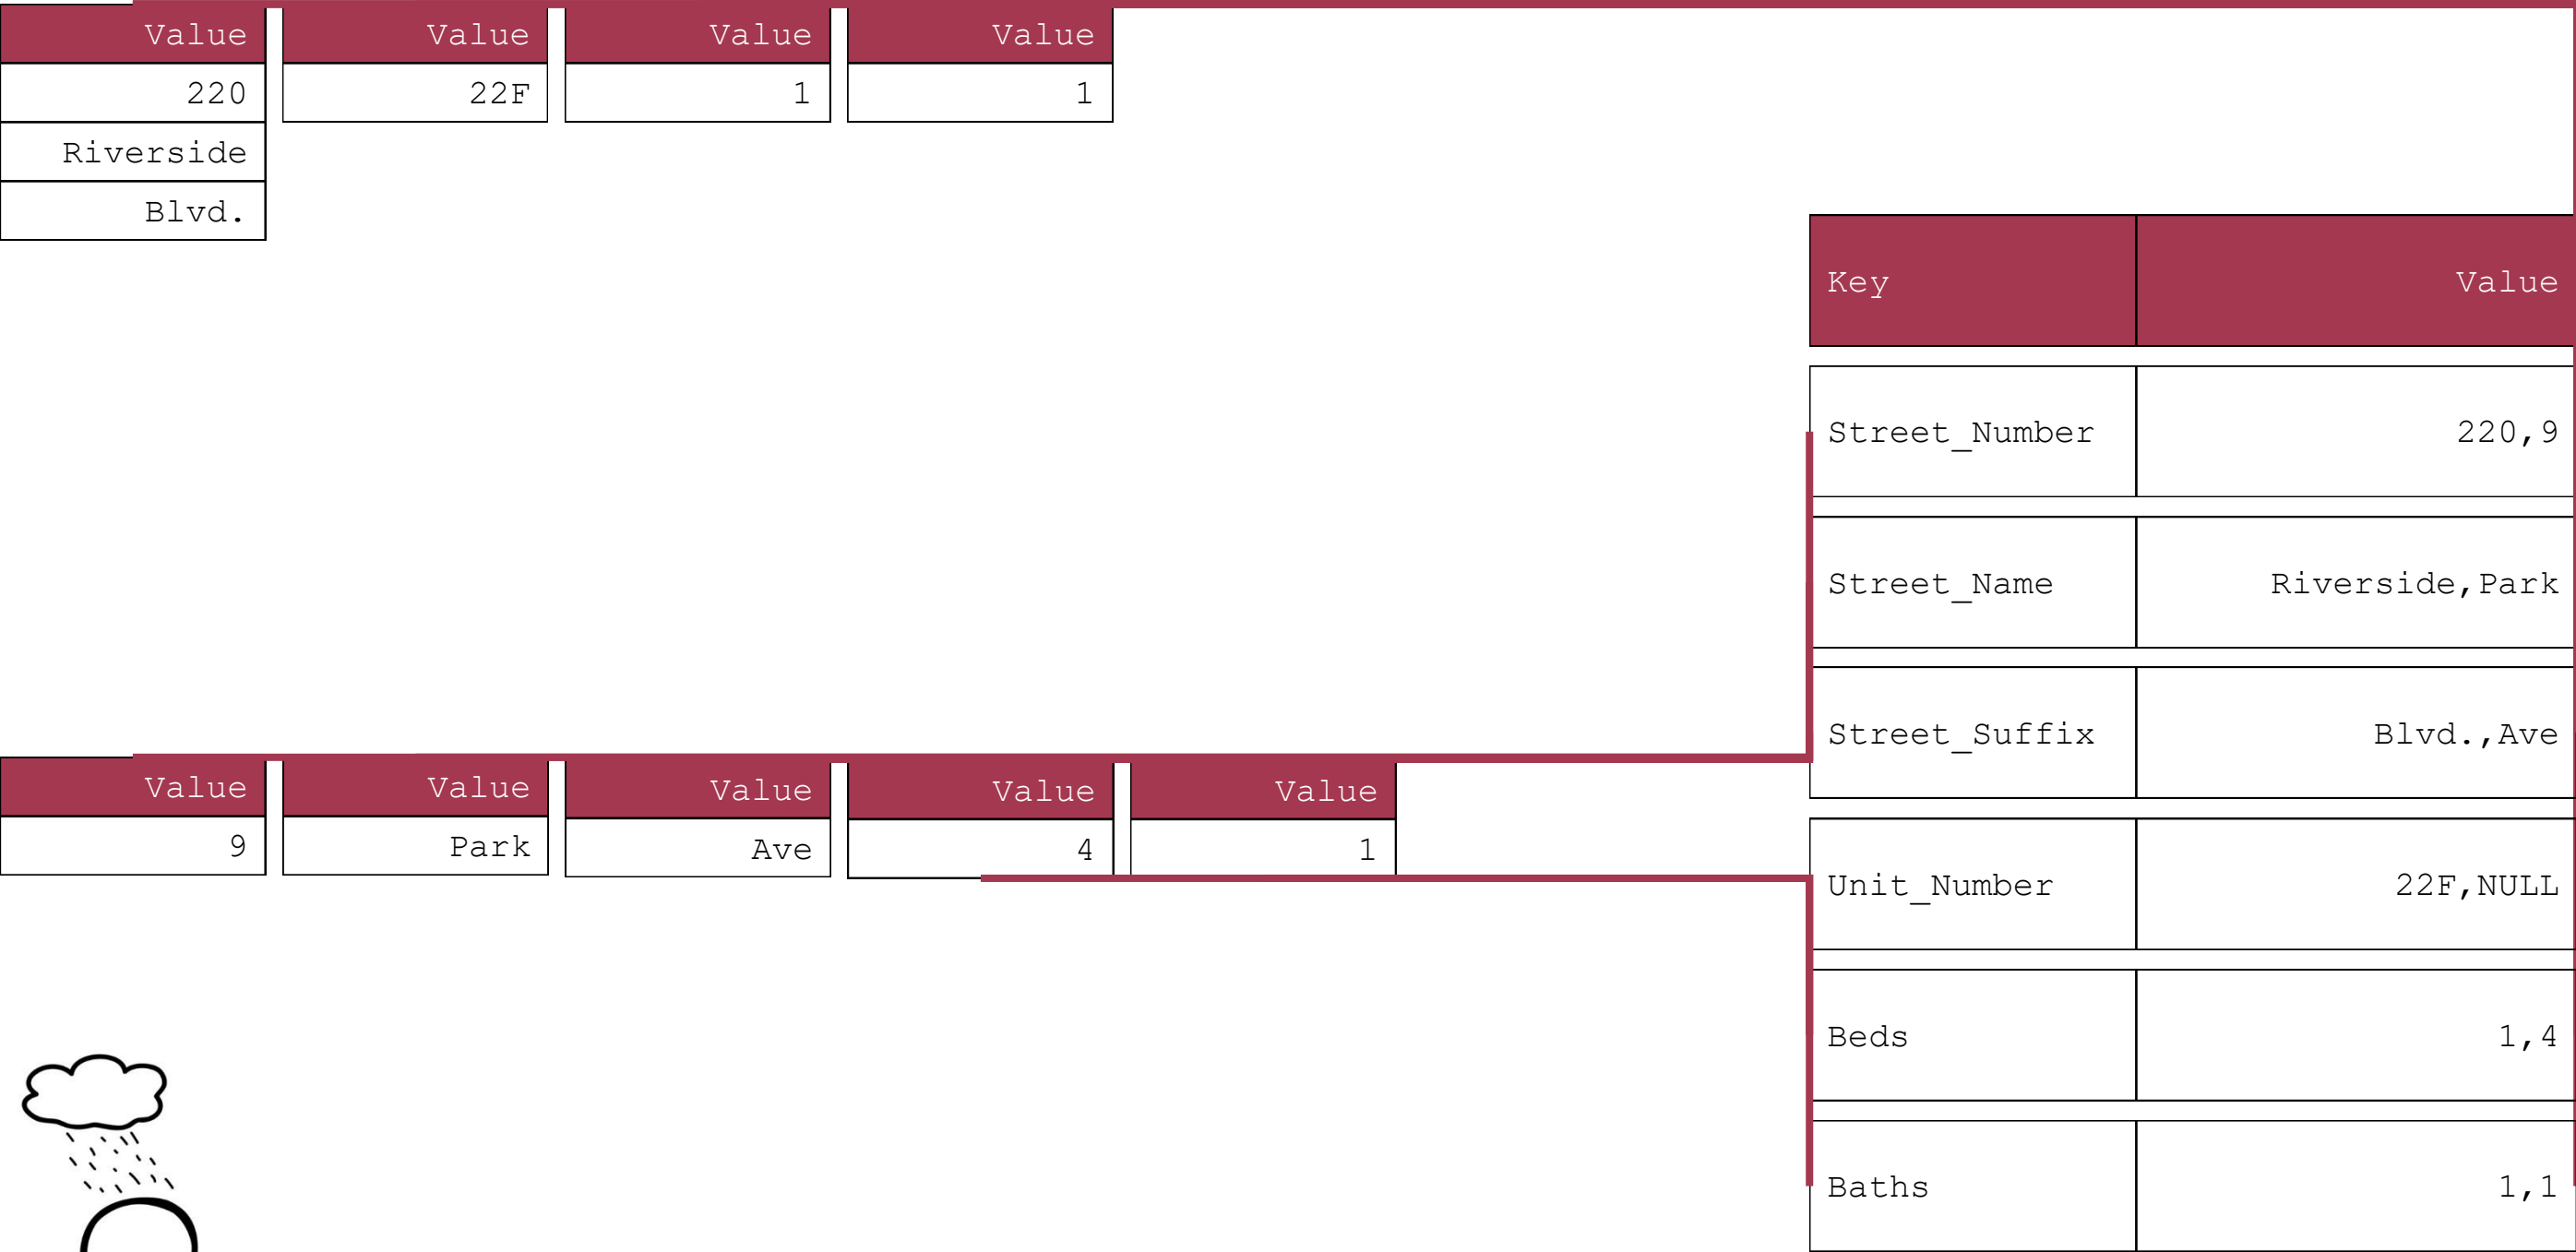 Value Value Value Value
220 22F 1 1
Riverside
Blvd.
Key Value
Street_Number 220,9
Street_Name Riverside,Park
Street_Suffix Blvd.,Ave
Unit_Number 22F,NULL
Beds 1,4
Baths 1,1
Value Value Value Value Value
9 Park Ave 4 1